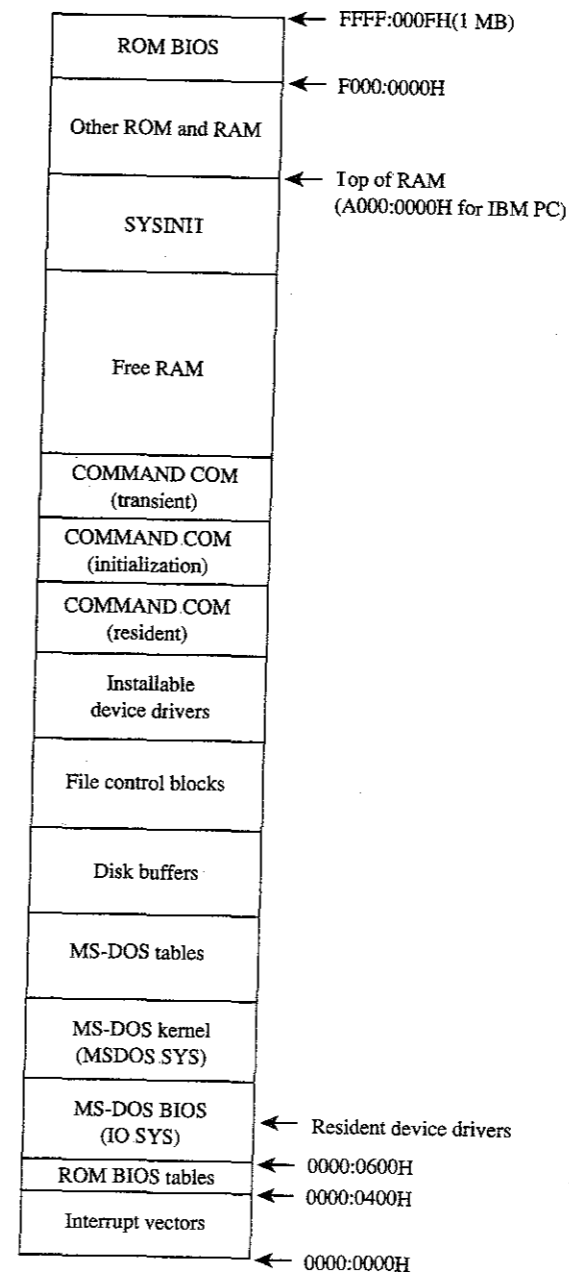 FFFF:000FH(1 MB)
ROM BIOS
F000:0000H
Other ROM and RAM
Top of RAM
(A000:0000H for IBM PC)
SYSINIT
Free RAM
COMMAND COM
(transient)
COMMAND.COM
(initialization)
COMMAND.COM
(resident)
Installable
device drivers
File control blocks
Disk buffers
MS-DOS tables
MS-DOS kernel
(MSDOS.SYS)
MS-DOS BIOS
(IO SYS)
Resident device drivers
0000:0600H
ROM BIOS tables
0000:0400H
Interrupt vectors
0000:0000H